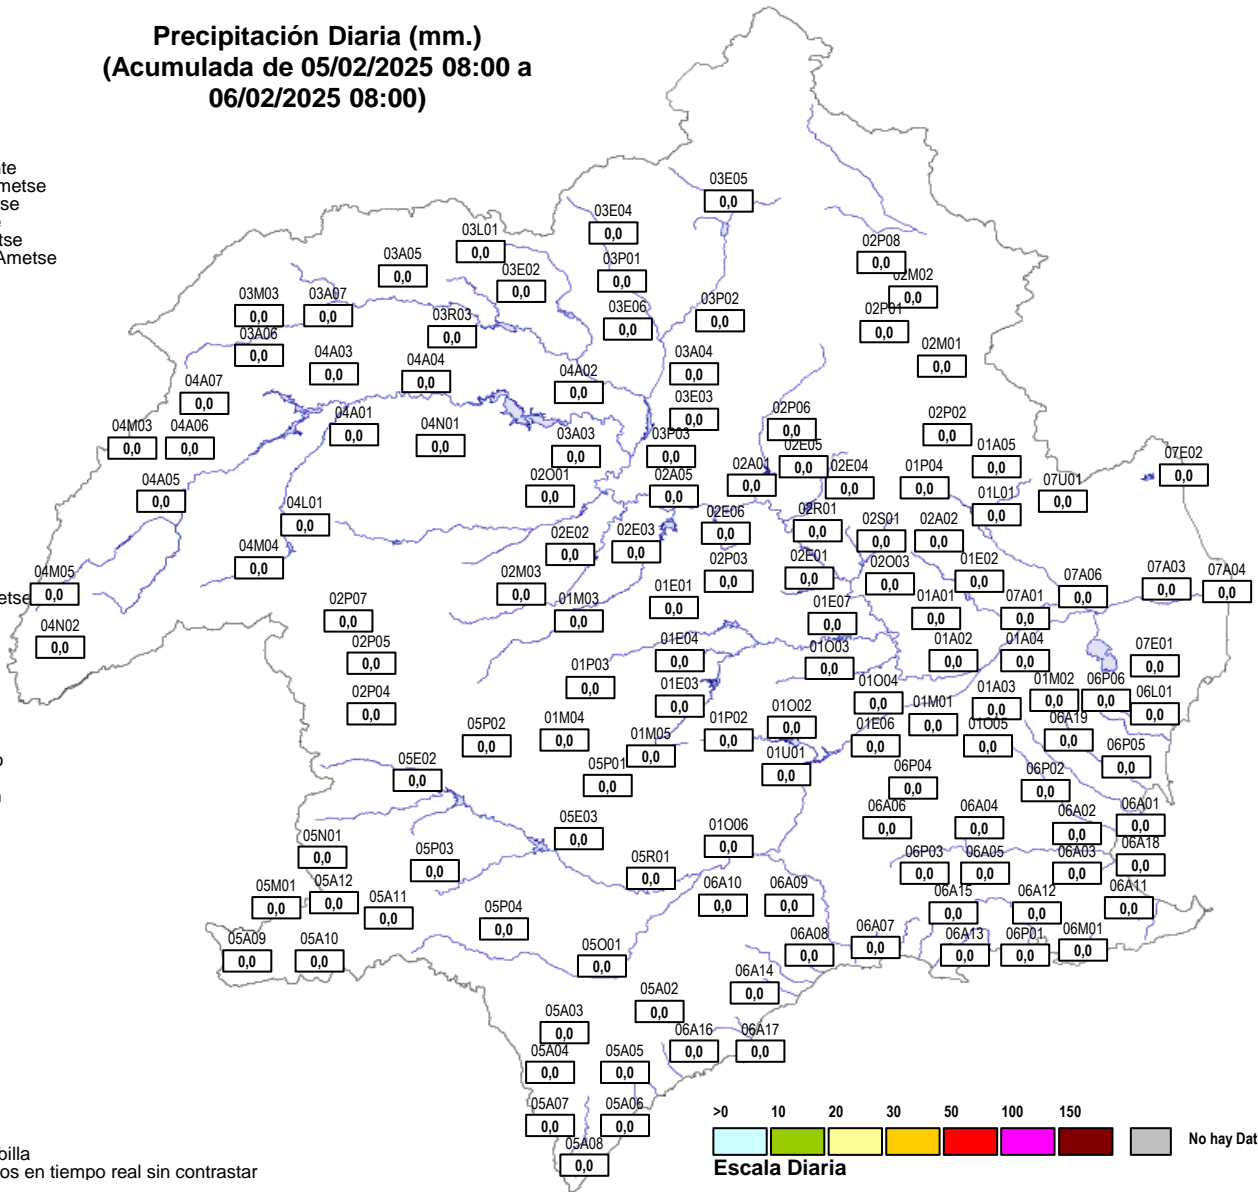 Precipitación Diaria (mm.)
(Acumulada de 05/02/2025 08:00 a
06/02/2025 08:00)
nte
metse
tse
e
tse
Ametse
03E05
0,0
03E04
0,0
03L01
0,0
03A05
0,0
03P01
0,0
03E02
0,0
02P08
0,0
02M02
0,0
03M03
0,0
03A07
0,0
03R03
0,0
03E06
0,0
03P02
0,0
02P01
0,0
03A06
0,0
04A03
0,0
04A04
0,0
04A02
0,0
03A04
0,0
02M01
0,0
04A07
0,0
03E03
0,0
04M03
0,0
04A06
0,0
04A01
0,0
04N01
0,0
03A03
0,0
03P03
0,0
02P06
0,0
02E05
0,0
02P02
0,0
01A05
0,0
07E02
0,0
04A05
0,0
02O01
0,0
02A05
0,0
02A01
0,0
02E04
0,0
01P04
0,0
07U01
0,0
01L01
0,0
04L01
0,0
02E02
0,0
02E03
0,0
02E06
0,0
02R01
0,0
02S01
0,0
02A02
0,0
04M04
0,0
04M05
0,0
02M03
0,0
02P03
0,0
02E01
0,0
02O03
0,0
01E02
0,0
07A06
0,0
07A03
0,0
07A04
0,0
etse
02P07
0,0
01M03
0,0
01E01
0,0
01E07
0,0
01A01
0,0
07A01
0,0
04N02
0,0
02P05
0,0
01E04
0,0
01O03
0,0
01A02
0,0
01A04
0,0
07E01
0,0
02P04
0,0
01P03
0,0
01E03
0,0
01O04
0,0
01A03
0,0
01M02
0,0
06P06
0,0
06L01
0,0
05P02
0,0
01M04
0,0
01M05
0,0
01P02
0,0
01O02
0,0
01E06
0,0
01M01
0,0
01O05
0,0
06A19
0,0
06P05
0,0
o
05E02
0,0
05P01
0,0
01U01
0,0
06P04
0,0
06P02
0,0
05E03
0,0
01O06
0,0
06A06
0,0
06A04
0,0
06A02
0,0
06A01
0,0
05N01
0,0
05P03
0,0
05R01
0,0
06P03
0,0
06A05
0,0
06A03
0,0
06A18
0,0
05M01
0,0
05A12
0,0
05A11
0,0
06A10
0,0
06A09
0,0
06A15
0,0
06A12
0,0
06A11
0,0
05A09
0,0
05A10
0,0
05P04
0,0
05O01
0,0
06A08
0,0
06A07
0,0
06A13
0,0
06P01
0,0
06M01
0,0
05A02
0,0
06A14
0,0
05A03
0,0
06A16
0,0
06A17
0,0
05A04
0,0
05A05
0,0
05A07
0,0
05A06
0,0
05A08
0,0
>0 10 20 30 50 100 150
No hay Dat
Escala Diaria
billa
os en tiempo real sin contrastar